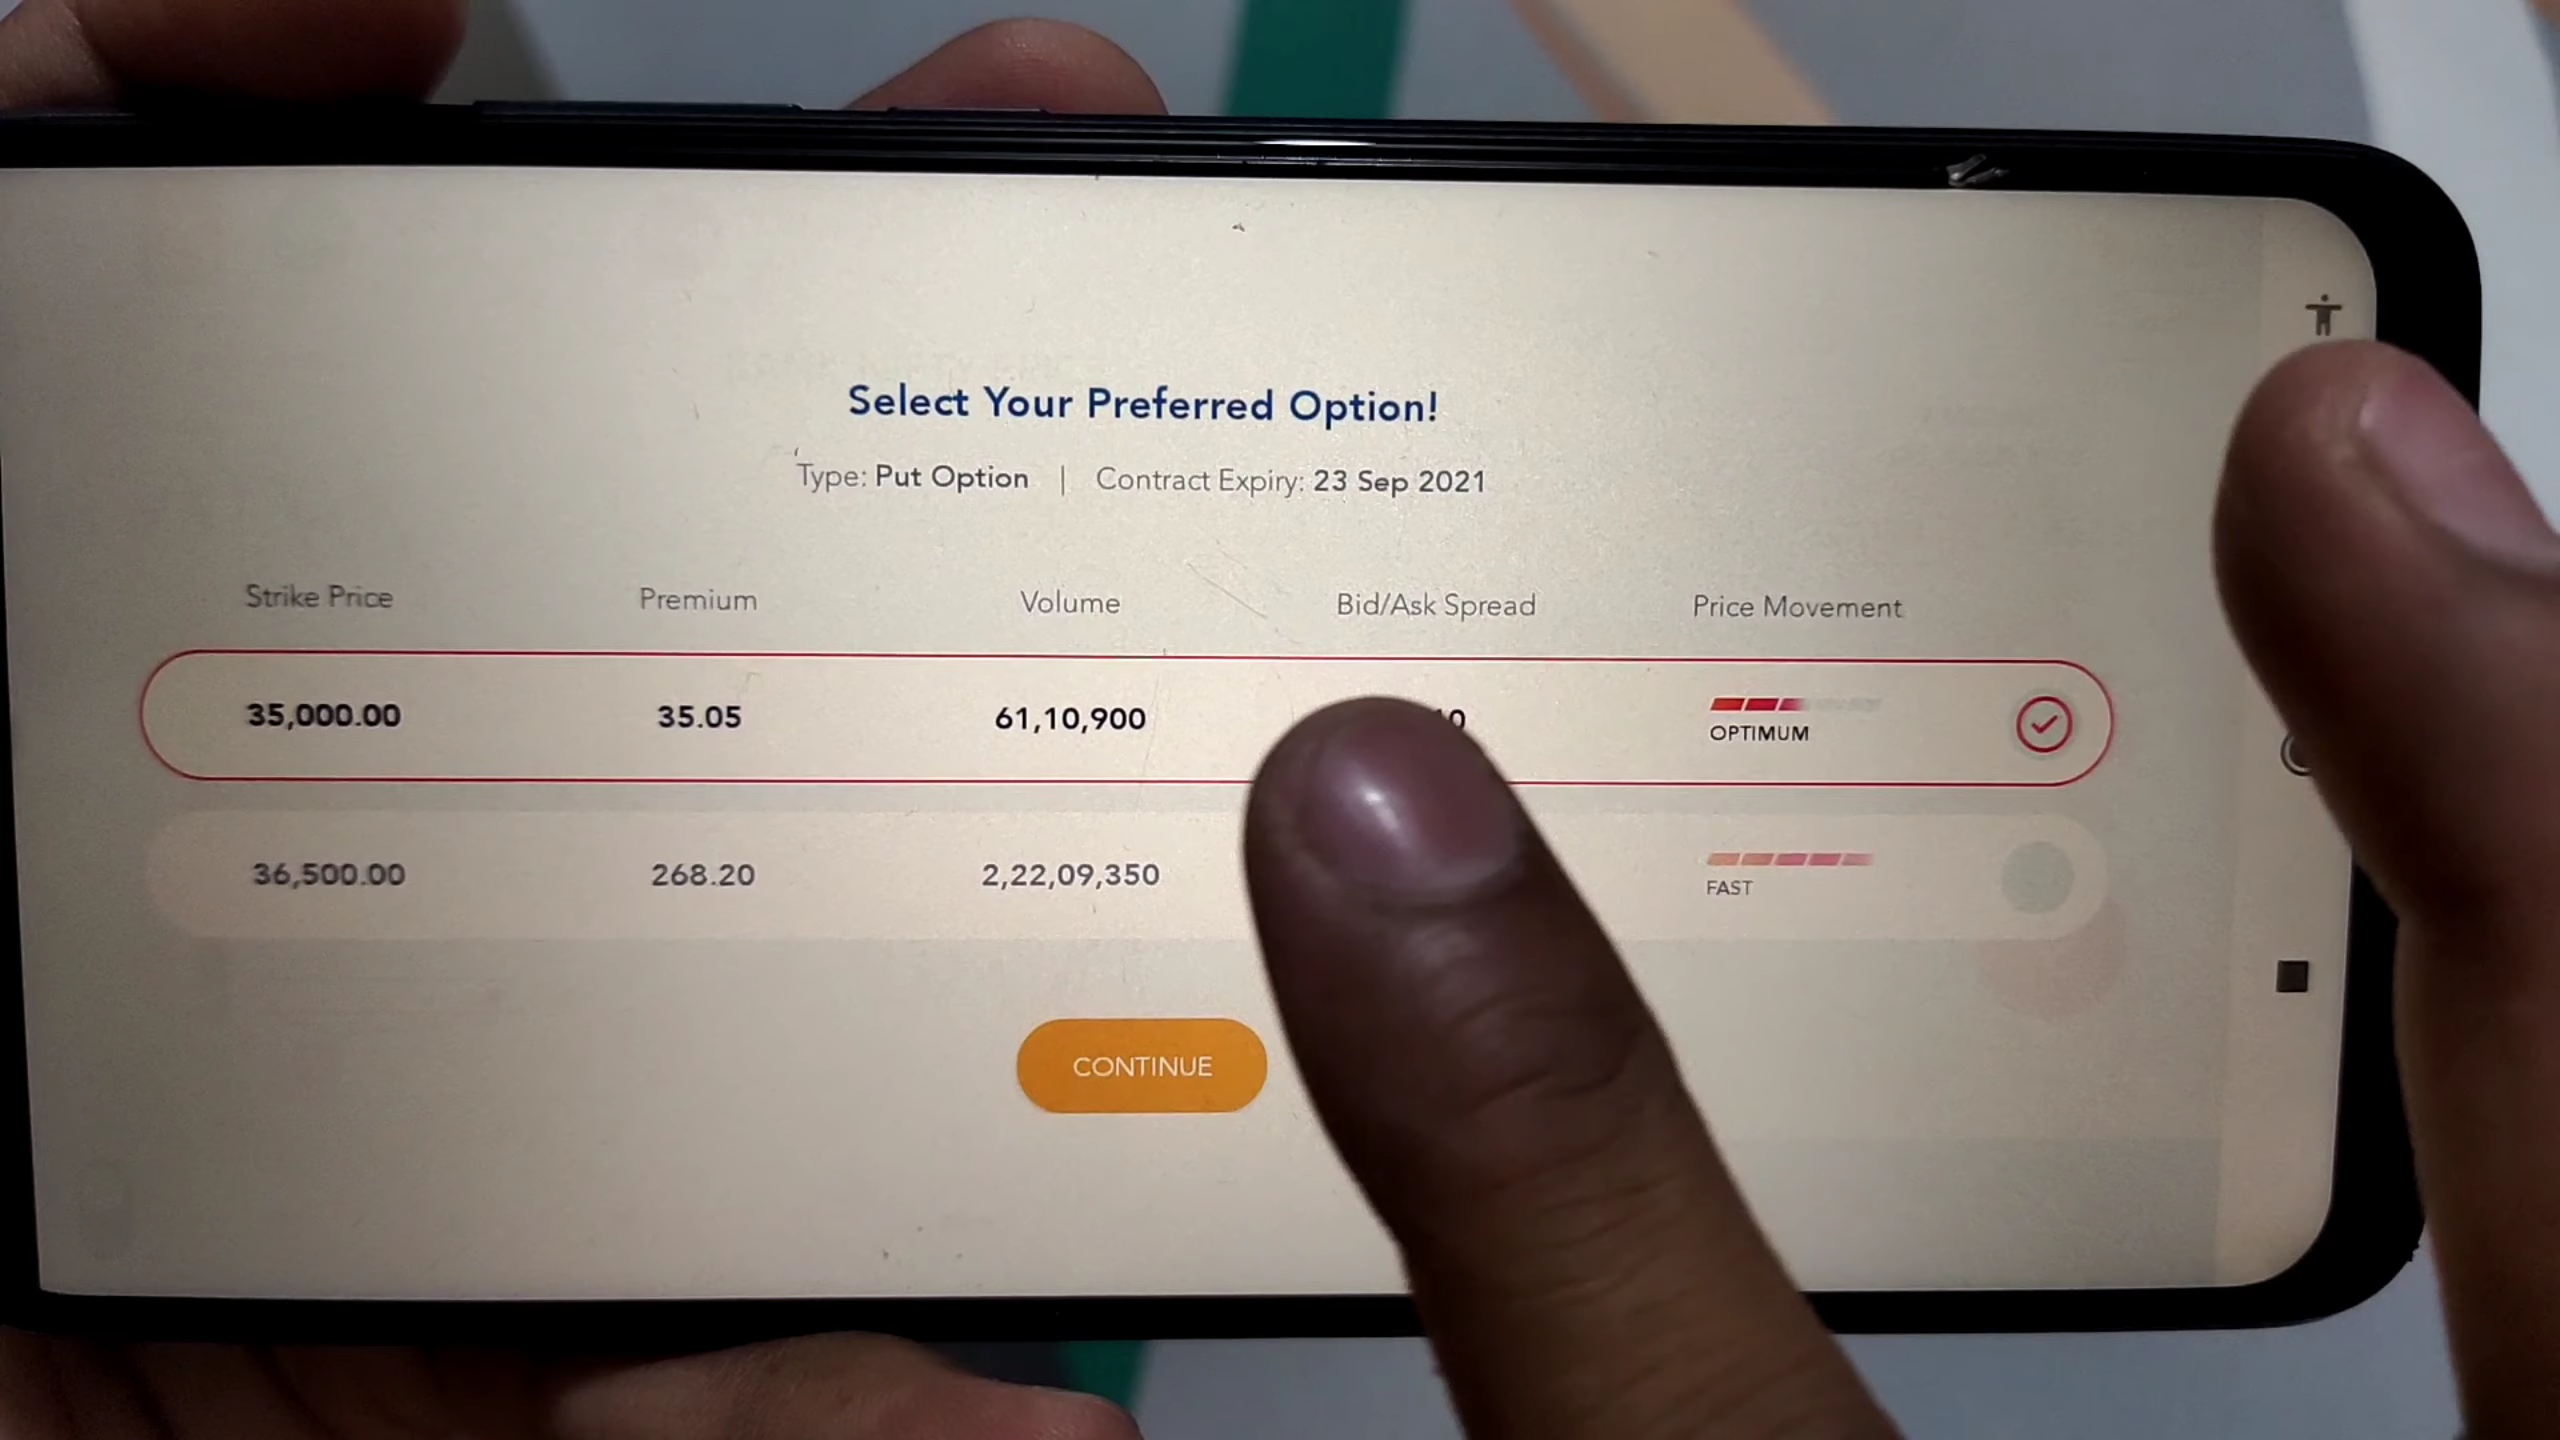 Select Your Preferred Option!
Type: Put Option | Contract Expiry: 23 Sep 2021
Strike Price Premium Volume Bid/Ask Spread Price Movement
35,000.00 35.05 61,10,900 OPTIMUM
36,500.00 268.20 2,22,09,350 FAST
CONTINUE